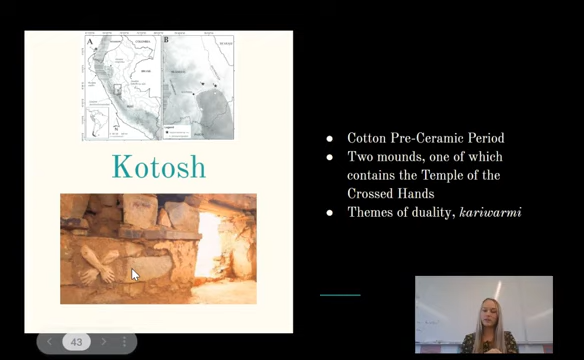 A
B
Kotosh
● Cotton Pre-Ceramic Period
● Two mounds, one of which
contains the Temple of the
Crossed Hands
● Themes of duality, kariwarmi
43